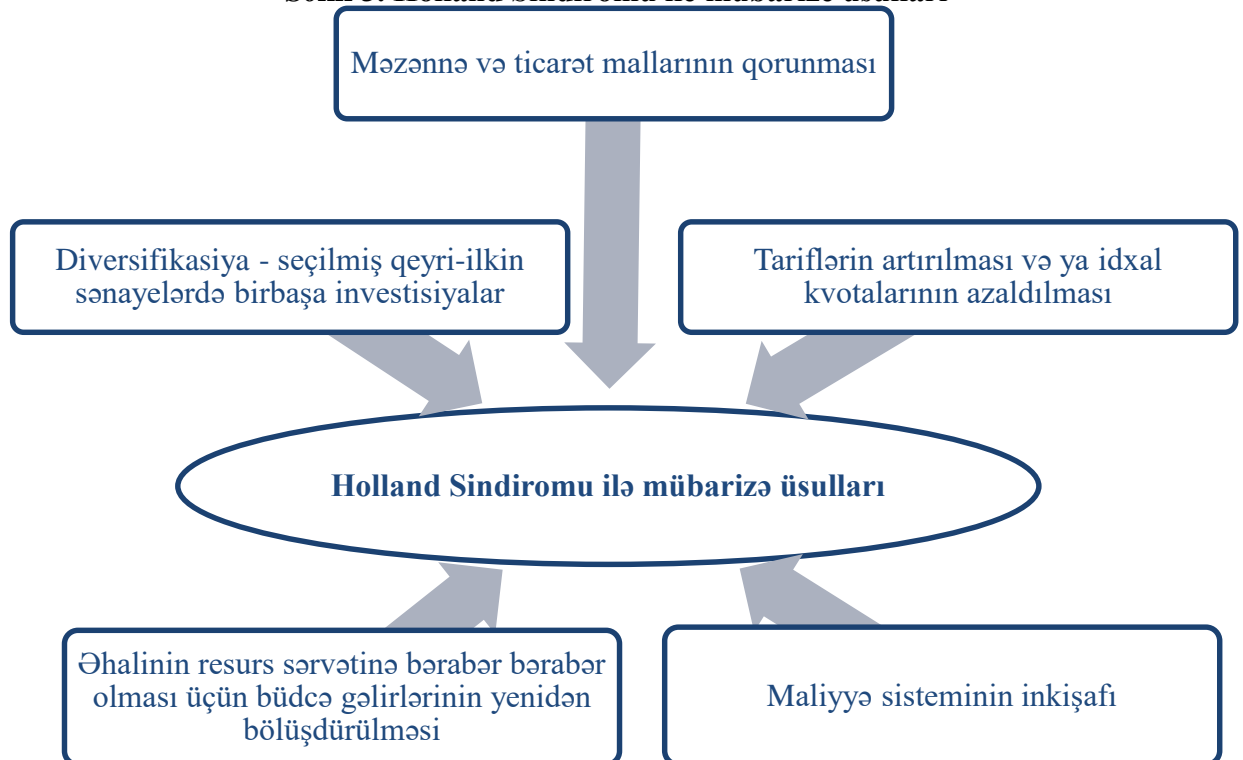 Məzənnə və ticarət mallarının qorunması
Diversifikasiya - seçilmiş qeyri-ilkin
sənayelərdə birbaşa investisiyalar
Tariflərin artırılması və ya idxal
kvotalarının azaldılması
Holland Sindiromu ilə mübarizə üsulları
Əhalinin resurs sərvətinə bərabər bərabər
olması üçün büdcə gəlirlərinin yenidən
bölüşdürülməsi
Maliyyə sisteminin inkişafı